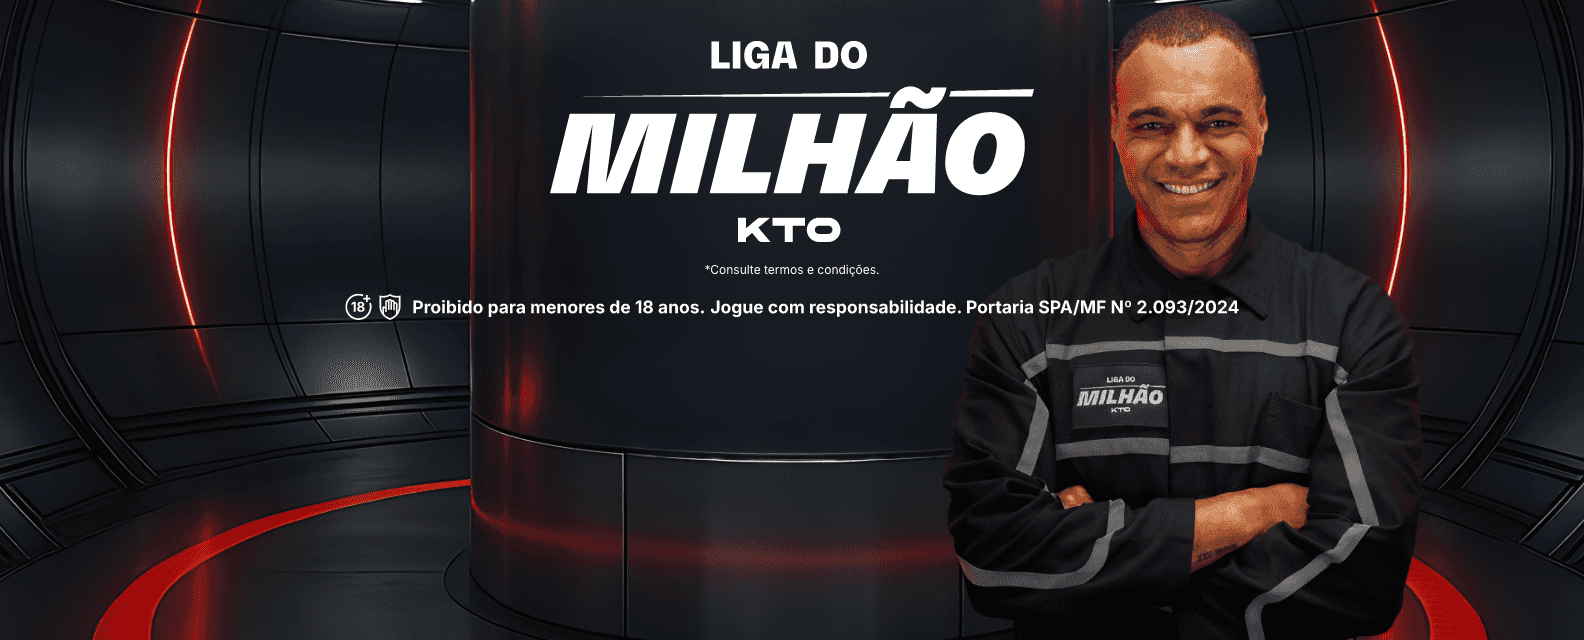 LIGA DO
MILHÃO
KTO
*Consulte termos e condições.
18+ Proibido para menores de 18 anos. Jogue com responsabilidade. Portaria SPA/MF Nº 2.093/2024
LIGA DO
MILHÃO
KTO